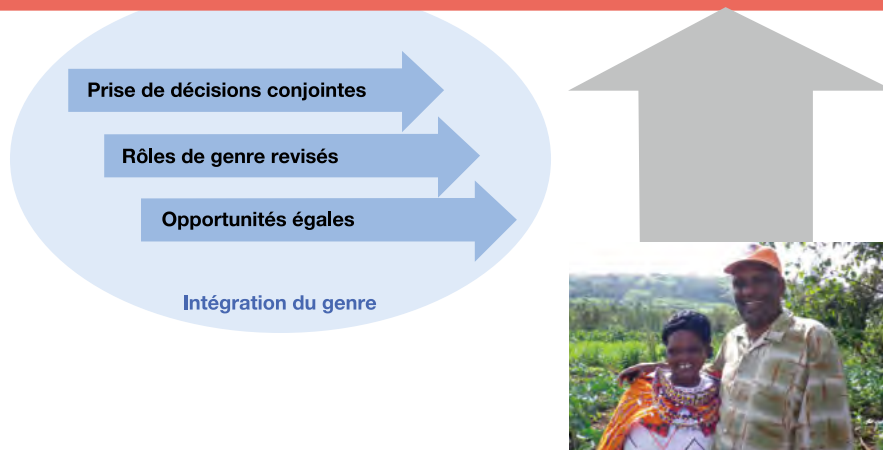 Prise de décisions conjointes
Rôles de genre revisés
Opportunités égales
Intégration du genre